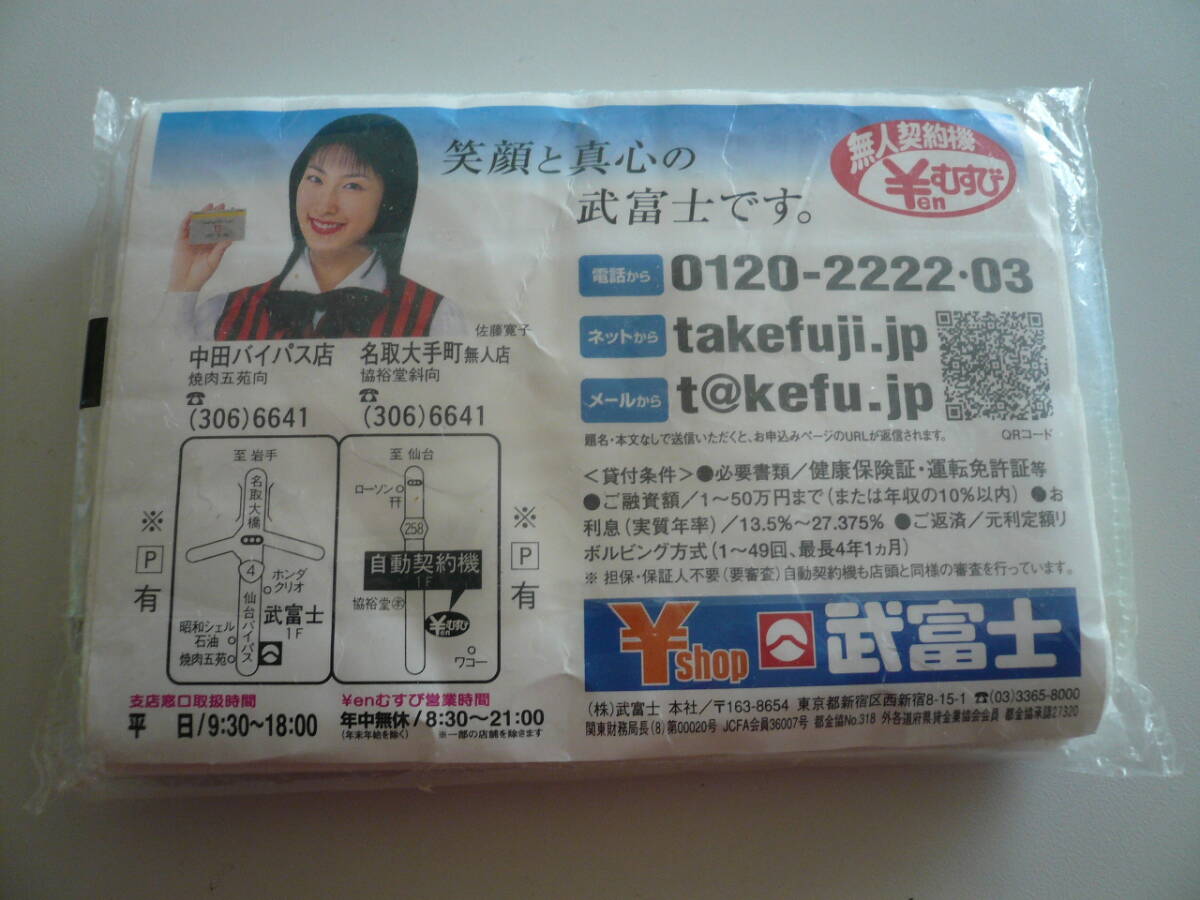 笑顔と真心の
武富士です。
無人契約機
¥enむすび
佐藤寛子
電話から 0120-2222・03
ネットから takefuji.jp
メールから t@kefu.jp
題名・本文なしで送信いただくと、お申込みページのURLが返信されます。
QRコード
中田バイパス店
焼肉五苑向
☎
(306)6641
名取大手町無人店
協裕堂斜向
☎
(306)6641
※
P
有
至 岩手
名取大橋
4
仙台バイパス
ホンダ
クリオ
武富士
1F
昭和シェル
石油
焼肉五苑
至 仙台
ローソン
258
自動契約機
1F
協裕堂
¥enむすび
ワコー
※
P
有
支店窓口取扱時間
平 日/9:30〜18:00
¥enむすび営業時間
年中無休/8:30〜21:00
(年末年始を除く) ※一部の店舗を除きます
<貸付条件>●必要書類/健康保険証・運転免許証等
●ご融資額/1〜50万円まで(または年収の10%以内) ●お
利息(実質年率)/13.5%〜27.375% ●ご返済/元利定額リ
ボルビング方式(1〜49回、最長4年1ヵ月)
※ 担保・保証人不要(要審査)自動契約機も店頭と同様の審査を行っています。
¥shop 武富士
(株)武富士 本社/〒163-8654 東京都新宿区西新宿8-15-1 ☎(03)3365-8000
関東財務局長(8)第00020号 JCFA会員36007号 都金協No.318 外各道府県貸金業協会会員 都金協承認27320